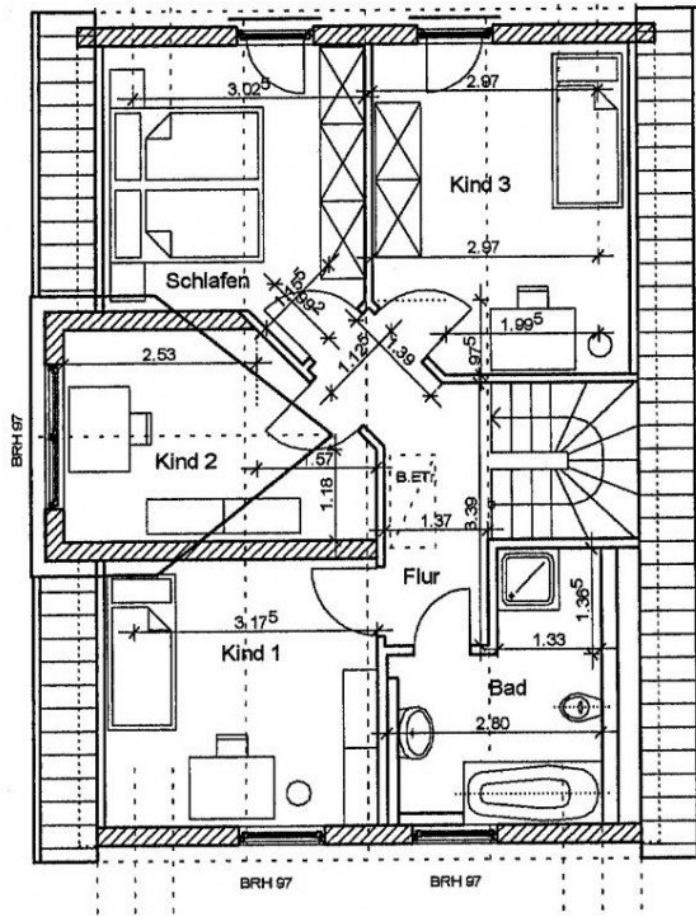 3.02⁵
2.97
Kind 3
2.97
Schlafen
1.99⁵
1.12⁵
1.39
.97⁵
2.53
BRH 97
Kind 2
1.57
1.18
B.ETr.
1.37
3.39
Flur
1.36⁵
3.17⁵
Kind 1
1.33
Bad
2.80
BRH 97
BRH 97